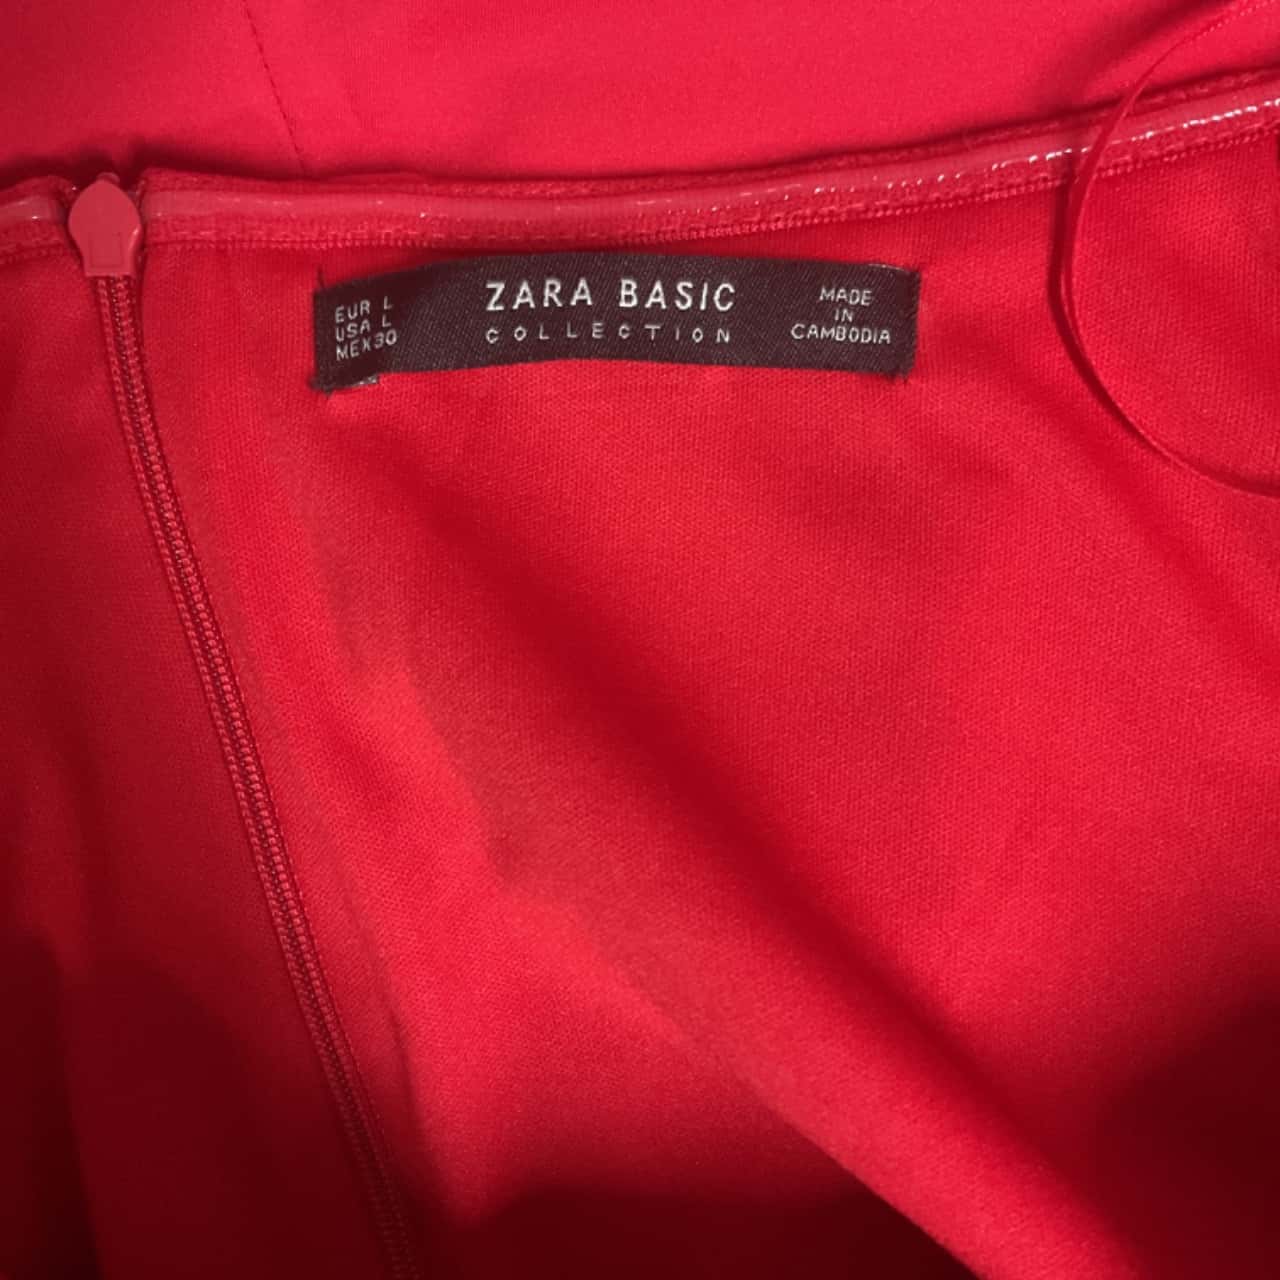 EUR L
USA L
MEX 30
ZARA BASIC
COLLECTION
MADE
IN
CAMBODIA